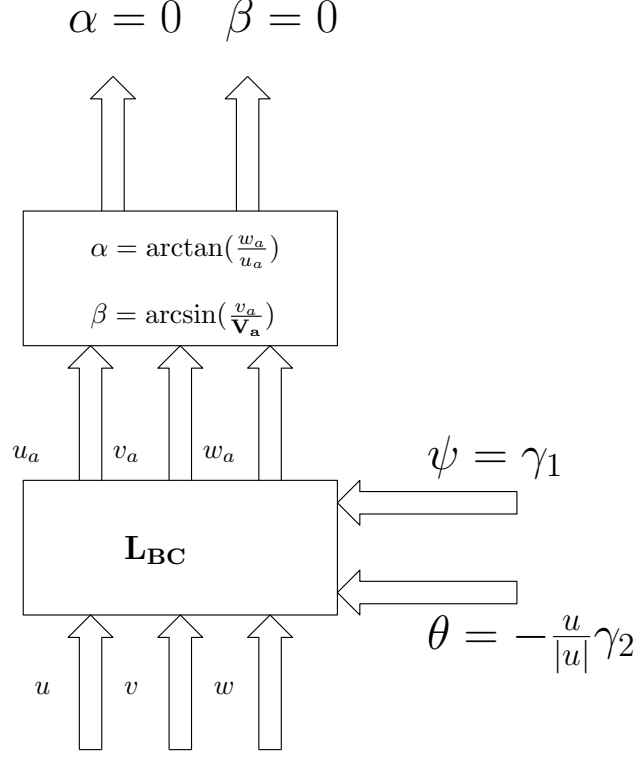 α = 0 β = 0
α = arctan(w_a/u_a)
β = arcsin(v_a/V_a)
u_a v_a w_a
ψ = γ_1
L_BC
θ = −u/|u| γ_2
u v w